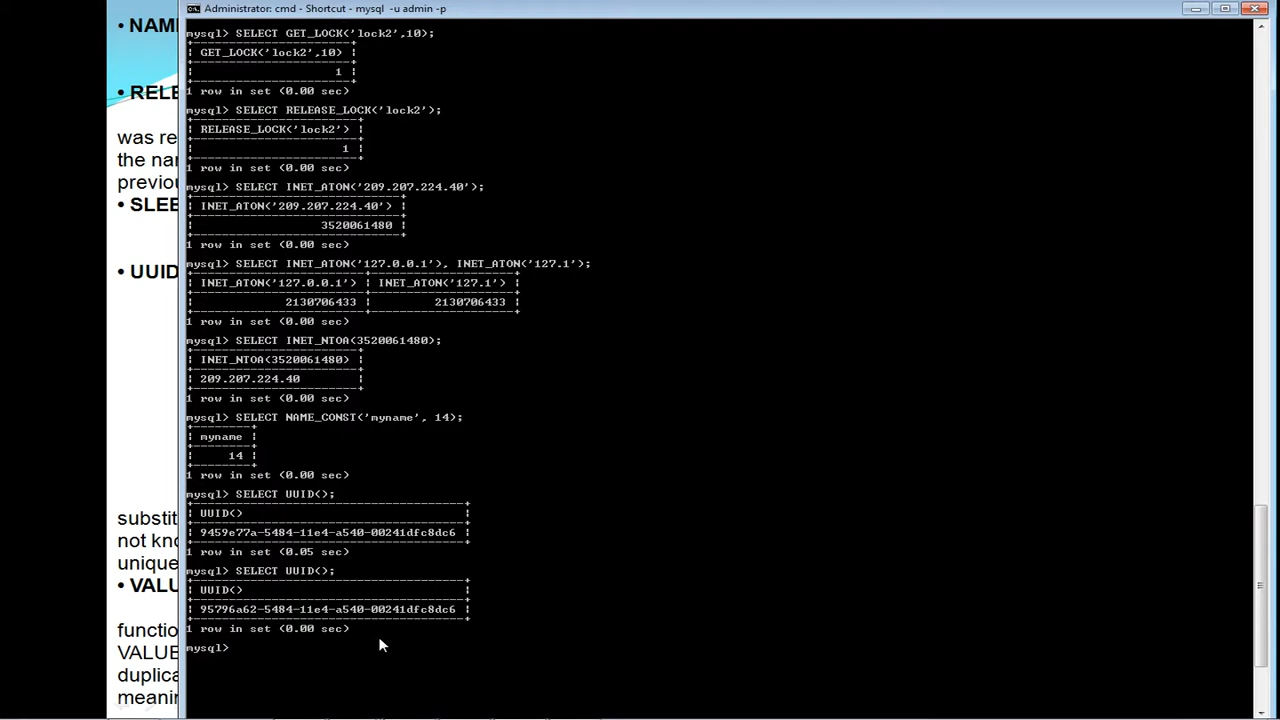 Administrator: cmd - Shortcut - mysql -u admin -p
• NAME
• RELE
was re
the nar
previou
• SLEE
• UUID
substit
not kno
unique
• VALU
functio
VALUE
duplica
meanin
mysql> SELECT GET_LOCK('lock2',10);
GET_LOCK('lock2',10)
1
1 row in set (0.00 sec)
mysql> SELECT RELEASE_LOCK('lock2');
RELEASE_LOCK('lock2')
1
1 row in set (0.00 sec)
mysql> SELECT INET_ATON('209.207.224.40');
INET_ATON('209.207.224.40')
3520061480
1 row in set (0.00 sec)
mysql> SELECT INET_ATON('127.0.0.1'), INET_ATON('127.1');
INET_ATON('127.0.0.1') | INET_ATON('127.1')
2130706433 | 2130706433
1 row in set (0.00 sec)
mysql> SELECT INET_NTOA(3520061480);
INET_NTOA(3520061480)
209.207.224.40
1 row in set (0.00 sec)
mysql> SELECT NAME_CONST('myname', 14);
myname
14
1 row in set (0.00 sec)
mysql> SELECT UUID();
UUID()
9459e77a-5484-11e4-a540-00241dfc8dc6
1 row in set (0.05 sec)
mysql> SELECT UUID();
UUID()
95796a62-5484-11e4-a540-00241dfc8dc6
1 row in set (0.00 sec)
mysql>